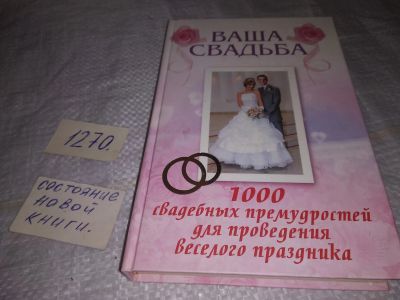 ВАША
СВАДЬБА
1000
свадебных премудростей
для проведения
веселого праздника
1270.
СОСТОЯНИЕ
НОВОЙ
КНИГИ.